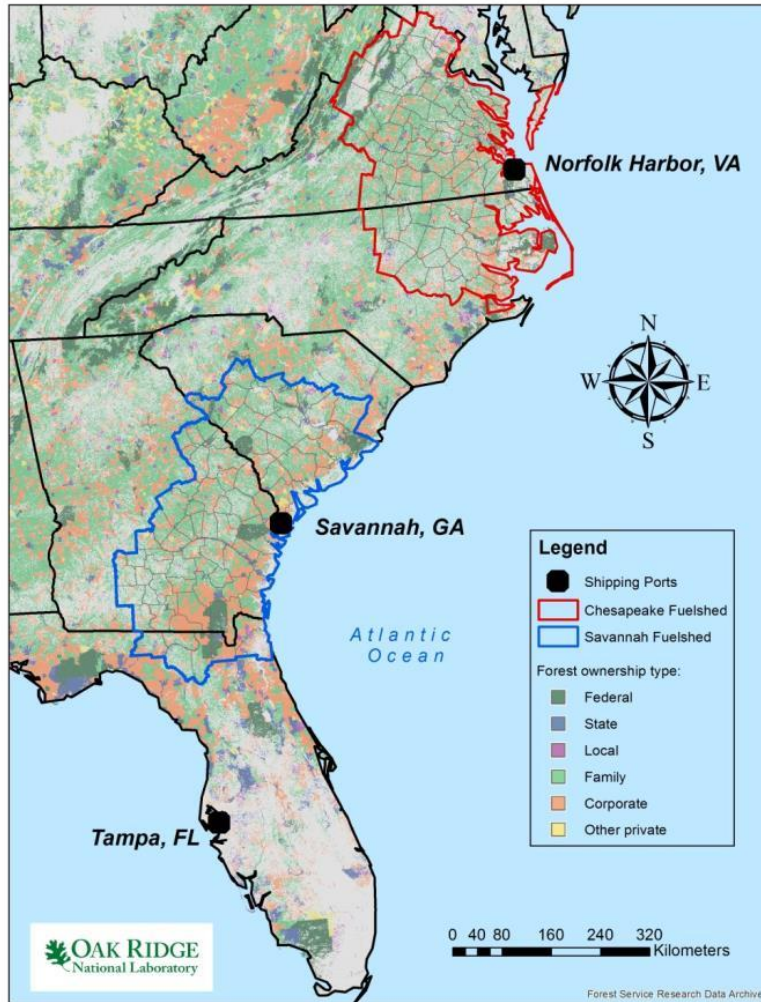 Norfolk Harbor, VA
N
W E
S
Savannah, GA
Legend
Shipping Ports
Chesapeake Fuelshed
Savannah Fuelshed
Forest ownership type:
Federal
State
Local
Family
Corporate
Other private
Atlantic
Ocean
Tampa, FL
OAK RIDGE
National Laboratory
0 40 80 160 240 320
Kilometers
Forest Service Research Data Archive